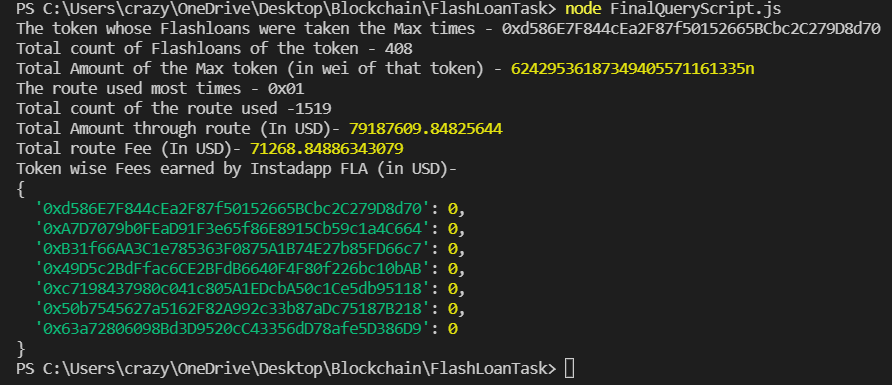 PS C:\Users\crazy\OneDrive\Desktop\Blockchain\FlashLoanTask> node FinalQueryScript.js
The token whose Flashloans were taken the Max times - 0xd586E7F844cEa2F87f50152665BCbc2C279D8d70
Total count of Flashloans of the token - 408
Total Amount of the Max token (in wei of that token) - 62429536187349405571161335n
The route used most times - 0x01
Total count of the route used -1519
Total Amount through route (In USD)- 79187609.84825644
Total route Fee (In USD)- 71268.84886343079
Token wise Fees earned by Instadapp FLA (in USD)-
{
  '0xd586E7F844cEa2F87f50152665BCbc2C279D8d70': 0,
  '0xA7D7079b0FEaD91F3e65f86E8915Cb59c1a4C664': 0,
  '0xB31f66AA3C1e785363F0875A1B74E27b85FD66c7': 0,
  '0x49D5c2BdFfac6CE2BFdB6640F4F80f226bc10bAB': 0,
  '0xc7198437980c041c805A1EDcbA50c1Ce5db95118': 0,
  '0x50b7545627a5162F82A992c33b87aDc75187B218': 0,
  '0x63a72806098Bd3D9520cC43356dD78afe5D386D9': 0
}
PS C:\Users\crazy\OneDrive\Desktop\Blockchain\FlashLoanTask>